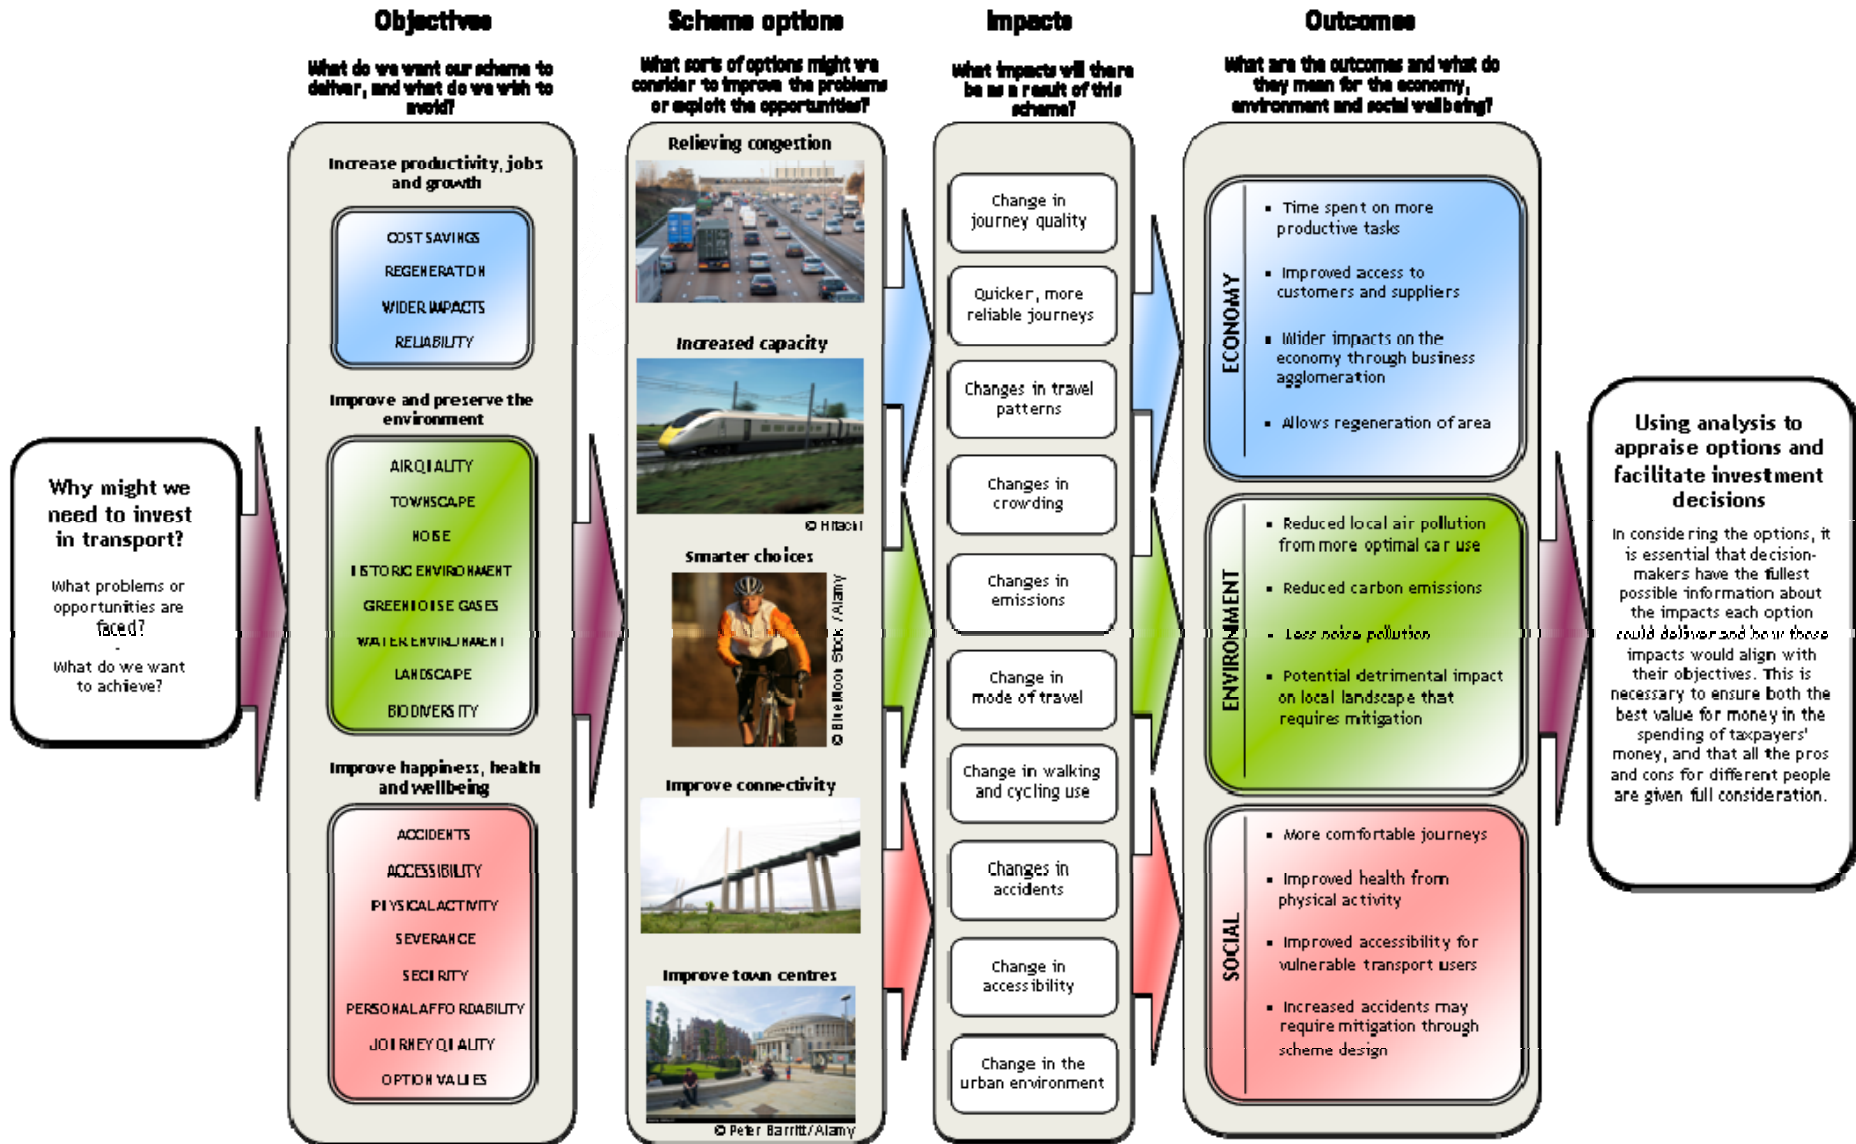 Objectives
What do we want our scheme to
deliver, and what do we wish to
avoid?
Scheme options
What sorts of options might we
consider to improve the problems
or exploit the opportunities?
Impacts
What impacts will there
be as a result of this
scheme?
Outcomes
What are the outcomes and what do
they mean for the economy,
environment and social wellbeing?
Why might we
need to invest
in transport?
What problems or
opportunities are
faced?
-
What do we want
to achieve?
Increase productivity, jobs
and growth
COST SAVINGS
REGENERATION
WIDER IMPACTS
RELIABILITY
Improve and preserve the
environment
AIR QUALITY
TOWNSCAPE
NOISE
HISTORIC ENVIRONMENT
GREENHOUSE GASES
WATER ENVIRONMENT
LANDSCAPE
BIODIVERSITY
Improve happiness, health
and wellbeing
ACCIDENTS
ACCESSIBILITY
PHYSICAL ACTIVITY
SEVERANCE
SECURITY
PERSONAL AFFORDABILITY
JOURNEY QUALITY
OPTION VALUES
Relieving congestion
Increased capacity
© Hitachi
Smarter choices
© Blue Moon Stock / Alamy
Improve connectivity
Improve town centres
© Peter Barritt/Alamy
Change in
journey quality
Quicker, more
reliable journeys
Changes in travel
patterns
Changes in
crowding
Changes in
emissions
Change in
mode of travel
Change in walking
and cycling use
Changes in
accidents
Change in
accessibility
Change in the
urban environment
ECONOMY
▪ Time spent on more
productive tasks
▪ Improved access to
customers and suppliers
▪ Wider impacts on the
economy through business
agglomeration
▪ Allows regeneration of area
ENVIRONMENT
▪ Reduced local air pollution
from more optimal car use
▪ Reduced carbon emissions
▪ Less noise pollution
▪ Potential detrimental impact
on local landscape that
requires mitigation
SOCIAL
▪ More comfortable journeys
▪ Improved health from
physical activity
▪ Improved accessibility for
vulnerable transport users
▪ Increased accidents may
require mitigation through
scheme design
Using analysis to
appraise options and
facilitate investment
decisions
In considering the options, it
is essential that decision-
makers have the fullest
possible information about
the impacts each option
could deliver and how those
impacts would align with
their objectives. This is
necessary to ensure both the
best value for money in the
spending of taxpayers'
money, and that all the pros
and cons for different people
are given full consideration.